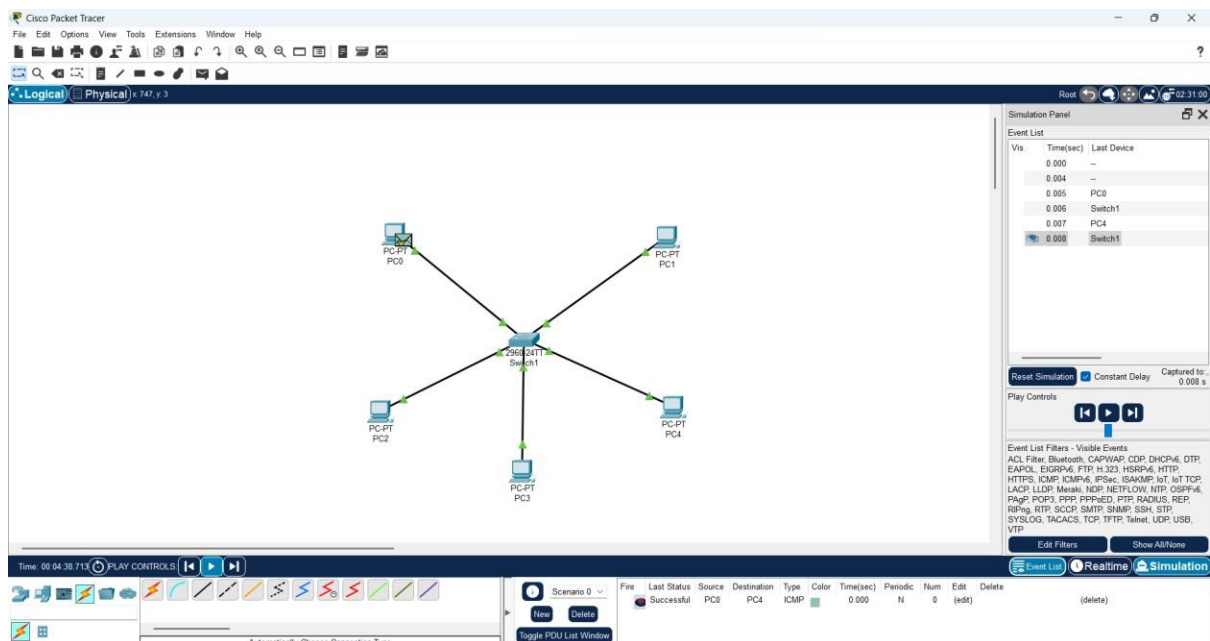 Cisco Packet Tracer
File Edit Options View Tools Extensions Window Help
?
Logical Physical x: 747, y: 3
Root 02:31:00
Simulation Panel
Event List
Vis. Time(sec) Last Device
0.000 --
0.004 --
0.005 PC0
0.006 Switch1
0.007 PC4
0.008 Switch1
PC-PT
PC0
PC-PT
PC1
2960-24TT
Switch1
PC-PT
PC2
PC-PT
PC4
PC-PT
PC3
Reset Simulation Constant Delay Captured to:
0.008 s
Play Controls
Event List Filters - Visible Events
ACL Filter, Bluetooth, CAPWAP, CDP, DHCPv6, DTP,
EAPOL, EIGRPv6, FTP, H.323, HSRPv6, HTTP,
HTTPS, ICMP, ICMPv6, IPSec, ISAKMP, IoT, IoT TCP,
LACP, LLDP, Meraki, NDP, NETFLOW, NTP, OSPFv6,
PAgP, POP3, PPP, PPPoED, PTP, RADIUS, REP,
RIPng, RTP, SCCP, SMTP, SNMP, SSH, STP,
SYSLOG, TACACS, TCP, TFTP, Telnet, UDP, USB,
VTP
Edit Filters Show All/None
Time: 00:04:38.713 PLAY CONTROLS:
Event List Realtime Simulation
Scenario 0
New Delete
Toggle PDU List Window
Fire Last Status Source Destination Type Color Time(sec) Periodic Num Edit Delete
Successful PC0 PC4 ICMP 0.000 N 0 (edit) (delete)
Automatically Choose Connection Type